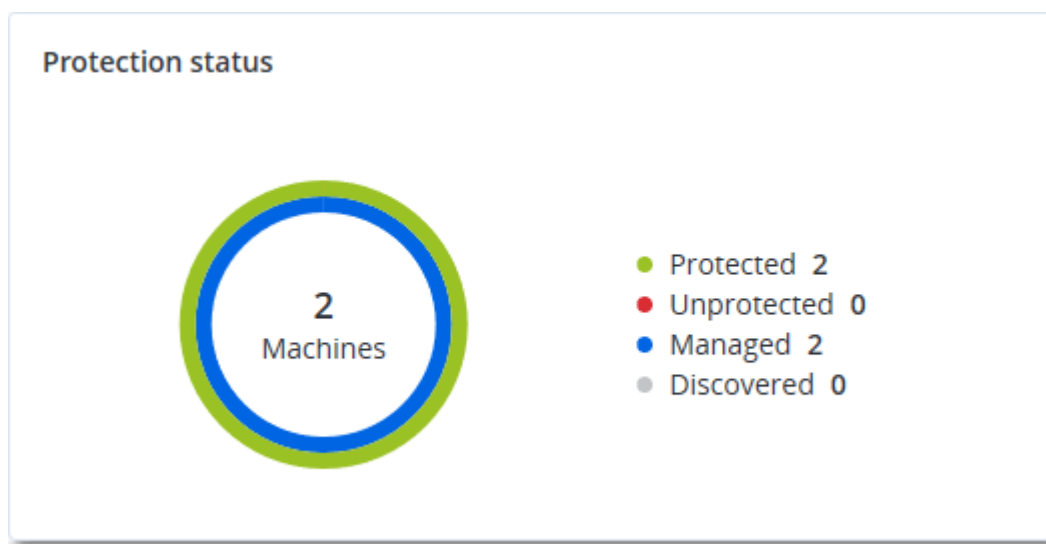 Protection status
2
Machines
Protected 2
Unprotected 0
Managed 2
Discovered 0